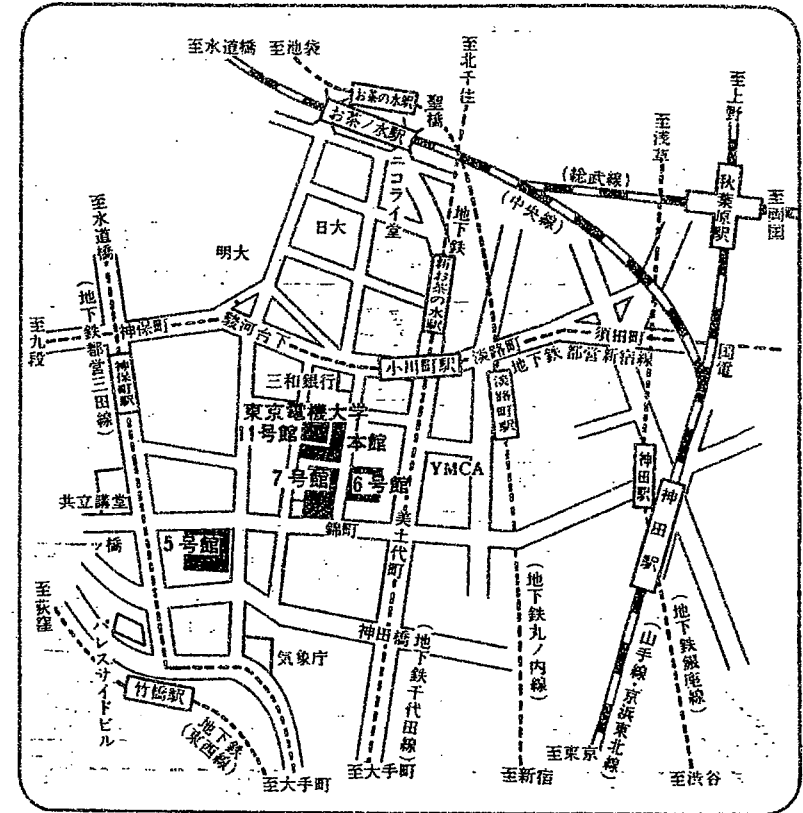 至水道橋
至池袋
至北千住
お茶の水駅
聖橋
お茶ノ水駅
至上野
至浅草
(総武線)
秋葉原駅
至両国
(中央線)
ニコライ堂
至水道橋
日大
明大
地下鉄
新お茶の水駅
(地下鉄都営三田線)
至九段
神保町
駿河台下
小川町駅
淡路町
須田町
地下鉄都営新宿線
国電
神保町駅
三和銀行
淡路町駅
東京電機大学
1号館
本館
YMCA
神田駅
7号館
6号館
神田駅
共立講堂
錦町
美土代町
一ッ橋
5号館
至荻窪
パレスサイドビル
神田橋
気象庁
(地下鉄千代田線)
(地下鉄丸ノ内線)
(山手線・京浜東北線)
(地下鉄銀座線)
竹橋駅
地下鉄
(東西線)
至大手町
至大手町
至新宿
至東京
至渋谷